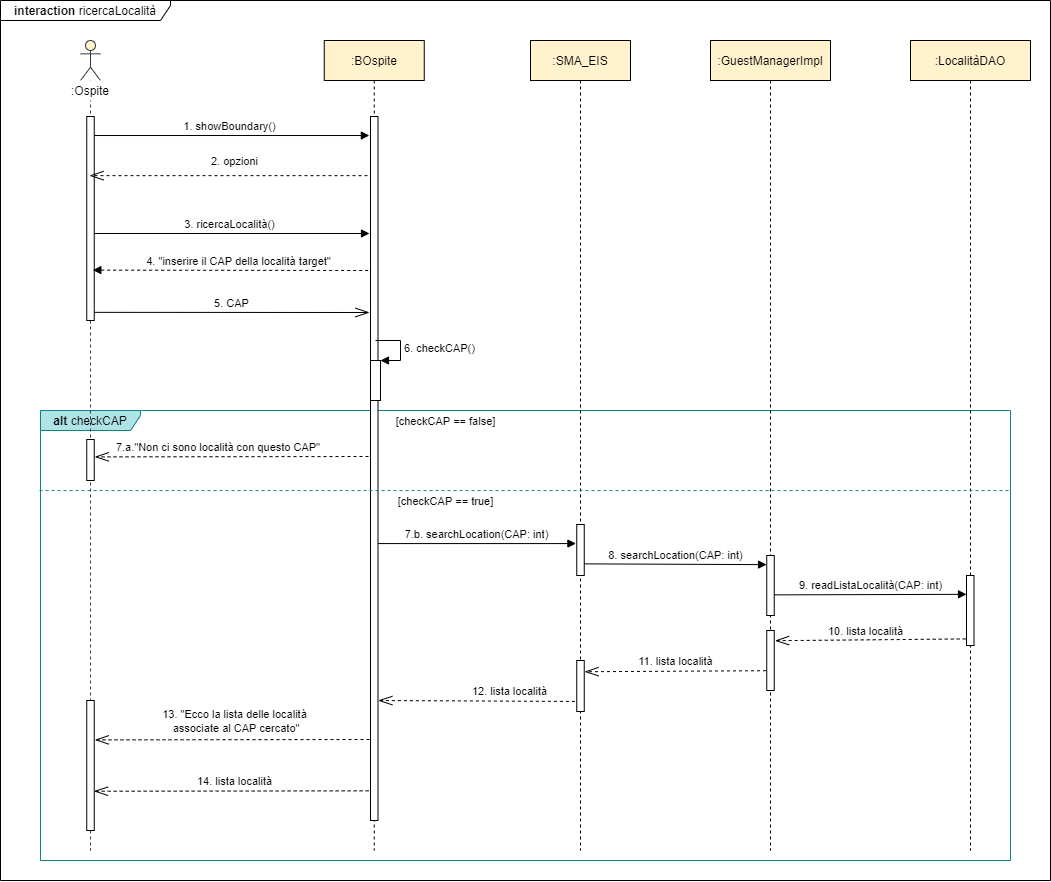 interaction ricercaLocalità
:Ospite
:BOspite
:SMA_EIS
:GuestManagerImpl
:LocalitàDAO
1. showBoundary()
2. opzioni
3. ricercaLocalità()
4. "inserire il CAP della località target"
5. CAP
6. checkCAP()
alt checkCAP
[checkCAP == false]
7.a."Non ci sono località con questo CAP"
[checkCAP == true]
7.b. searchLocation(CAP: int)
8. searchLocation(CAP: int)
9. readListaLocalità(CAP: int)
10. lista località
11. lista località
12. lista località
13. "Ecco la lista delle località
associate al CAP cercato"
14. lista località